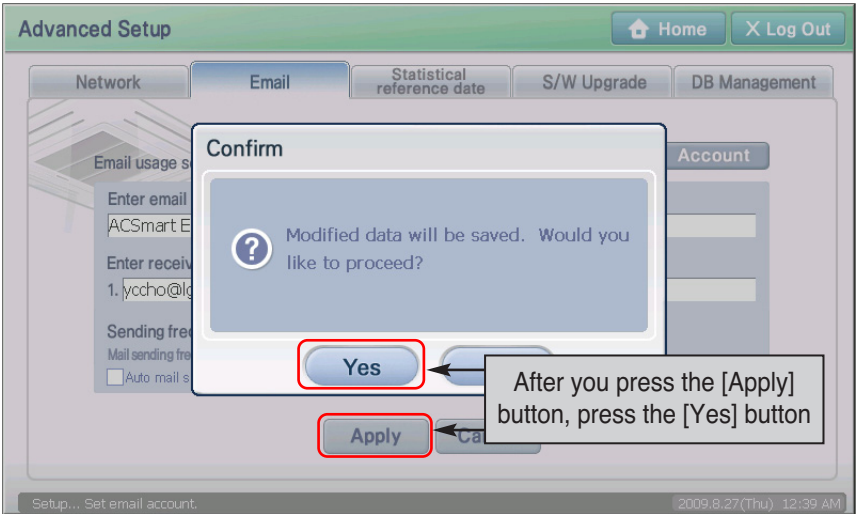 Advanced Setup
Home
X Log Out
Network
Email
Statistical
reference date
S/W Upgrade
DB Management
Confirm
Account
Email usage
Enter email
ACSmart E
Modified data will be saved. Would you
like to proceed?
Enter receiv
1. yccho@lg
Sending fre
Mail sending fre
Auto mail s
Yes
After you press the [Apply]
button, press the [Yes] button
Apply
Ca
Setup... Set email account.
2009.8.27(Thu) 12:39 AM